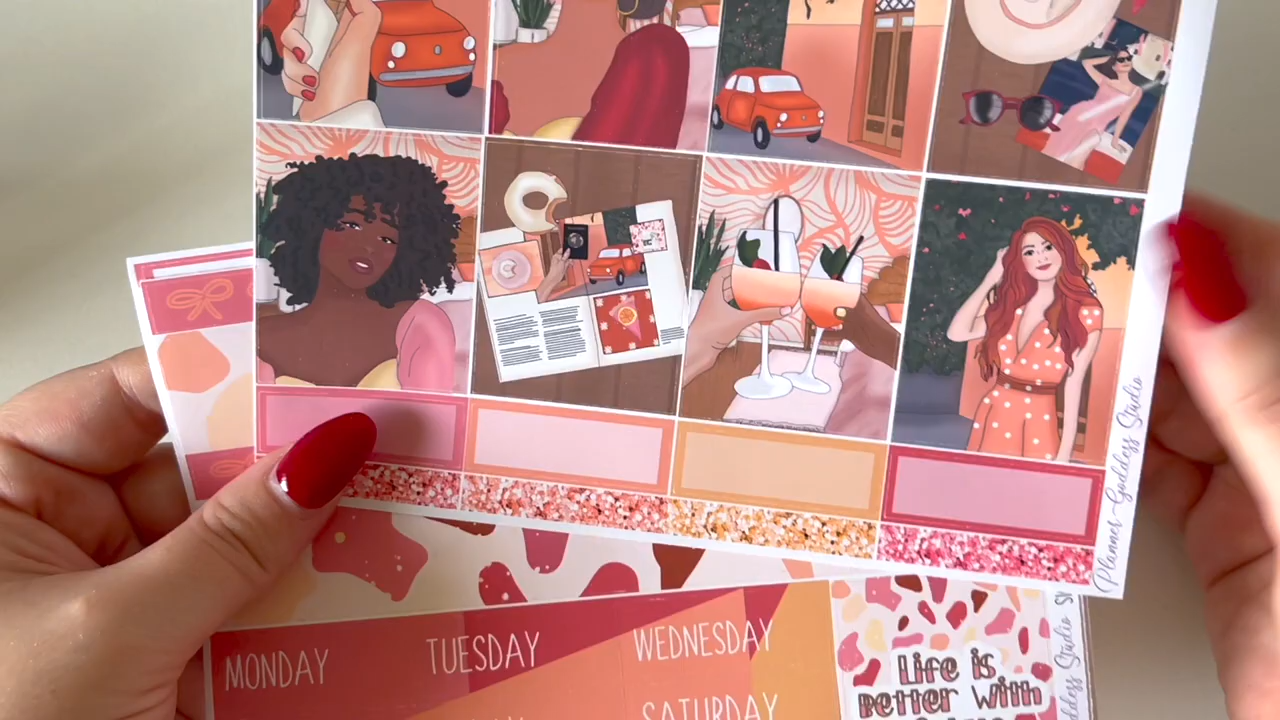 Planner Goddess Studio
MONDAY
TUESDAY
WEDNESDAY
SATURDAY
Life is
Better With